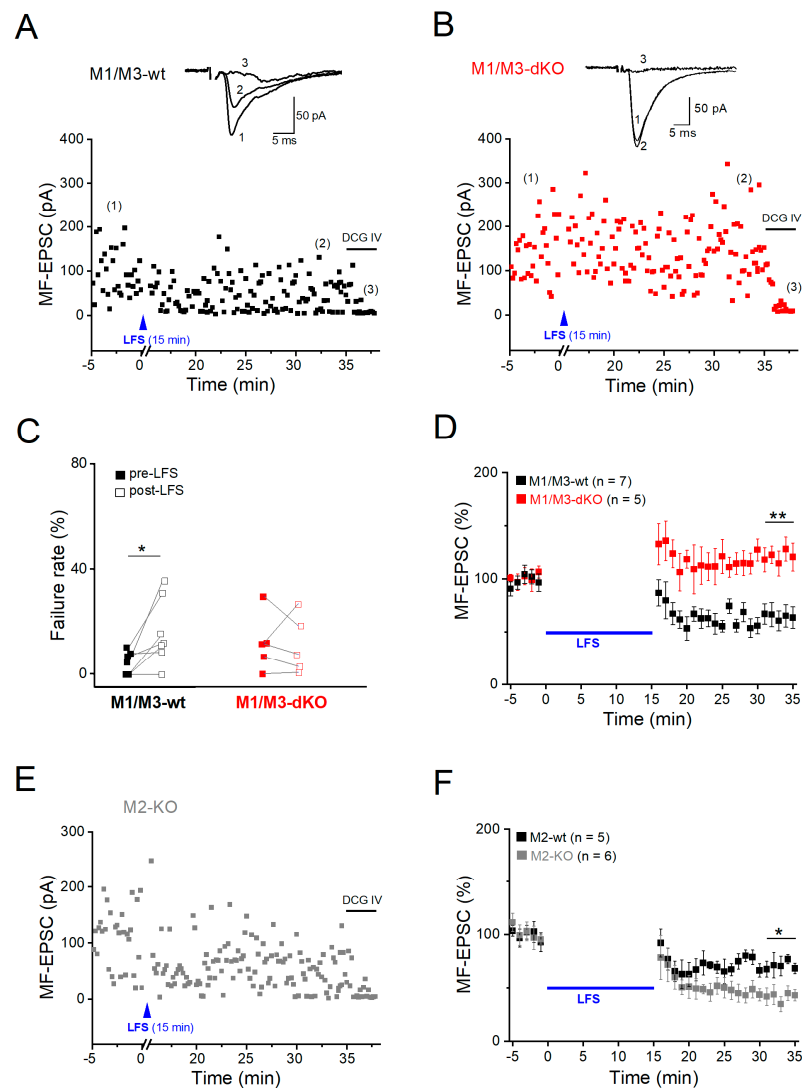 A
M1/M3-wt
3
2
1
50 pA
5 ms
400
300
200
100
0
MF-EPSC (pA)
(1)
(2)
(3)
DCG IV
LFS (15 min)
-5
0
20
25
30
35
Time (min)
B
M1/M3-dKO
3
1
2
50 pA
5 ms
400
300
200
100
0
MF-EPSC (pA)
(1)
(2)
(3)
DCG IV
LFS (15 min)
-5
0
20
25
30
35
Time (min)
C
80
40
0
Failure rate (%)
pre-LFS
post-LFS
*
M1/M3-wt
M1/M3-dKO
D
200
100
0
MF-EPSC (%)
M1/M3-wt (n = 7)
M1/M3-dKO (n = 5)
**
LFS
-5
0
5
10
15
20
25
30
35
Time (min)
E
M2-KO
300
200
100
0
MF-EPSC (pA)
DCG IV
LFS (15 min)
-5
0
20
25
30
35
Time (min)
F
200
100
0
MF-EPSC (%)
M2-wt (n = 5)
M2-KO (n = 6)
*
LFS
-5
0
5
10
15
20
25
30
35
Time (min)